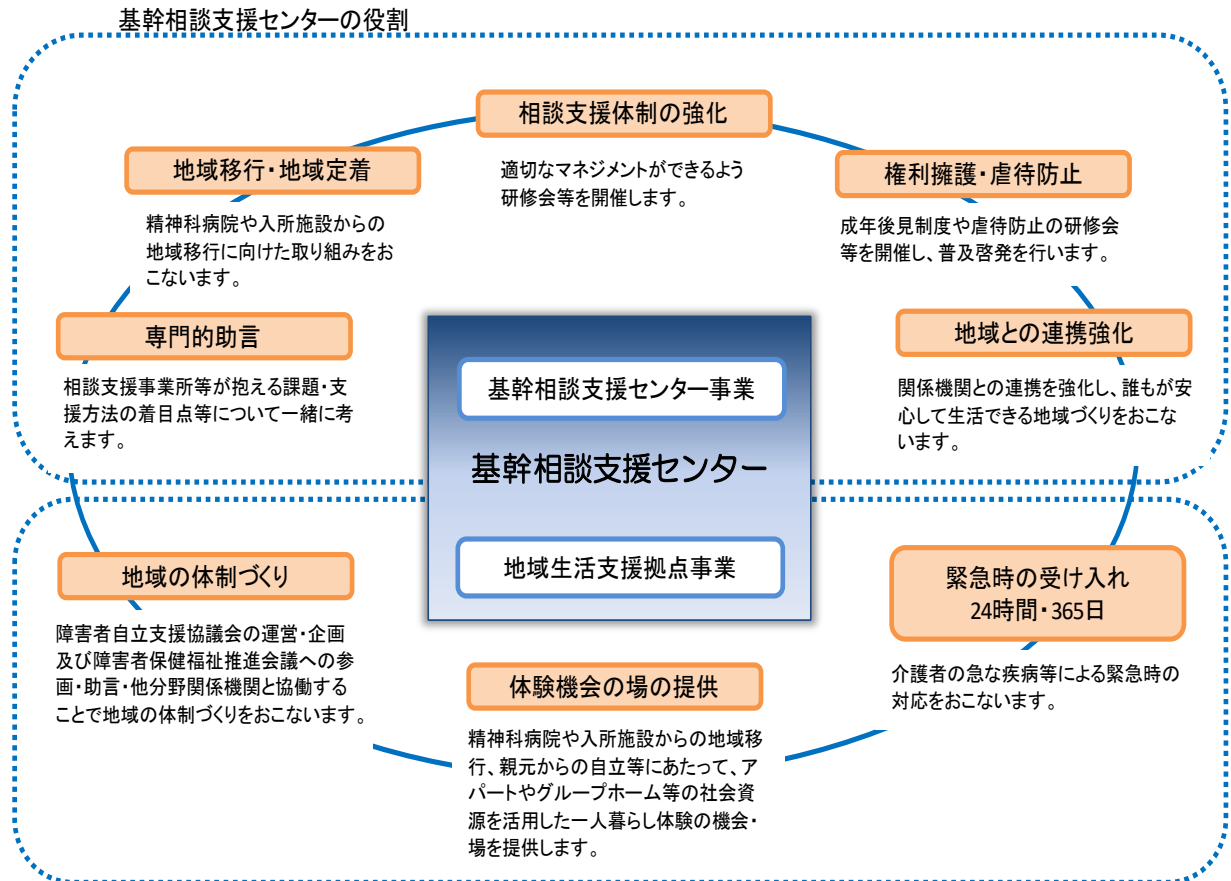 基幹相談支援センターの役割
相談支援体制の強化
適切なマネジメントができるよう
研修会等を開催します。
地域移行・地域定着
精神科病院や入所施設からの
地域移行に向けた取り組みをお
こないます。
権利擁護・虐待防止
成年後見制度や虐待防止の研修会
等を開催し、普及啓発を行います。
専門的助言
相談支援事業所等が抱える課題・支
援方法の着目点等について一緒に考
えます。
地域との連携強化
関係機関との連携を強化し、誰もが安
心して生活できる地域づくりをおこな
います。
基幹相談支援センター事業
基幹相談支援センター
地域生活支援拠点事業
地域の体制づくり
障害者自立支援協議会の運営・企画
及び障害者保健福祉推進会議への参
画・助言・他分野関係機関と協働する
ことで地域の体制づくりをおこないます。
緊急時の受け入れ
24時間・365日
介護者の急な疾病等による緊急時の
対応をおこないます。
体験機会の場の提供
精神科病院や入所施設からの地域移
行、親元からの自立等にあたって、ア
パートやグループホーム等の社会資
源を活用した一人暮らし体験の機会・
場を提供します。